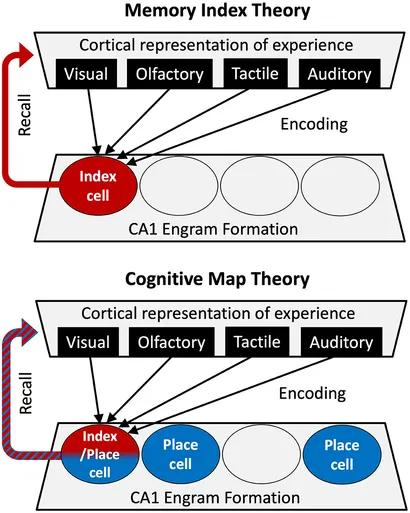 Memory Index Theory
Cortical representation of experience
Visual Olfactory Tactile Auditory
Recall
Encoding
Index
cell
CA1 Engram Formation
Cognitive Map Theory
Cortical representation of experience
Visual Olfactory Tactile Auditory
Recall
Encoding
Index
/Place
cell
Place
cell
Place
cell
CA1 Engram Formation